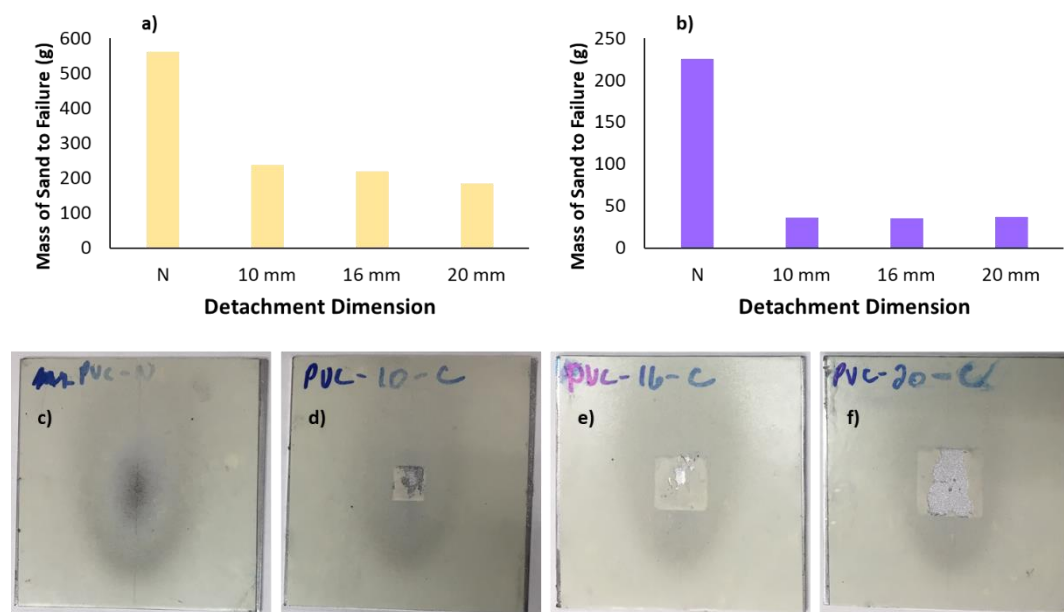 a)
Mass of Sand to Failure (g)
600
500
400
300
200
100
0
N 10 mm 16 mm 20 mm
Detachment Dimension
b)
Mass of Sand to Failure (g)
250
200
150
100
50
0
N 10 mm 16 mm 20 mm
Detachment Dimension
PVC-N
c)
PVC-10-C
d)
PVC-16-C
e)
PVC-20-C
f)